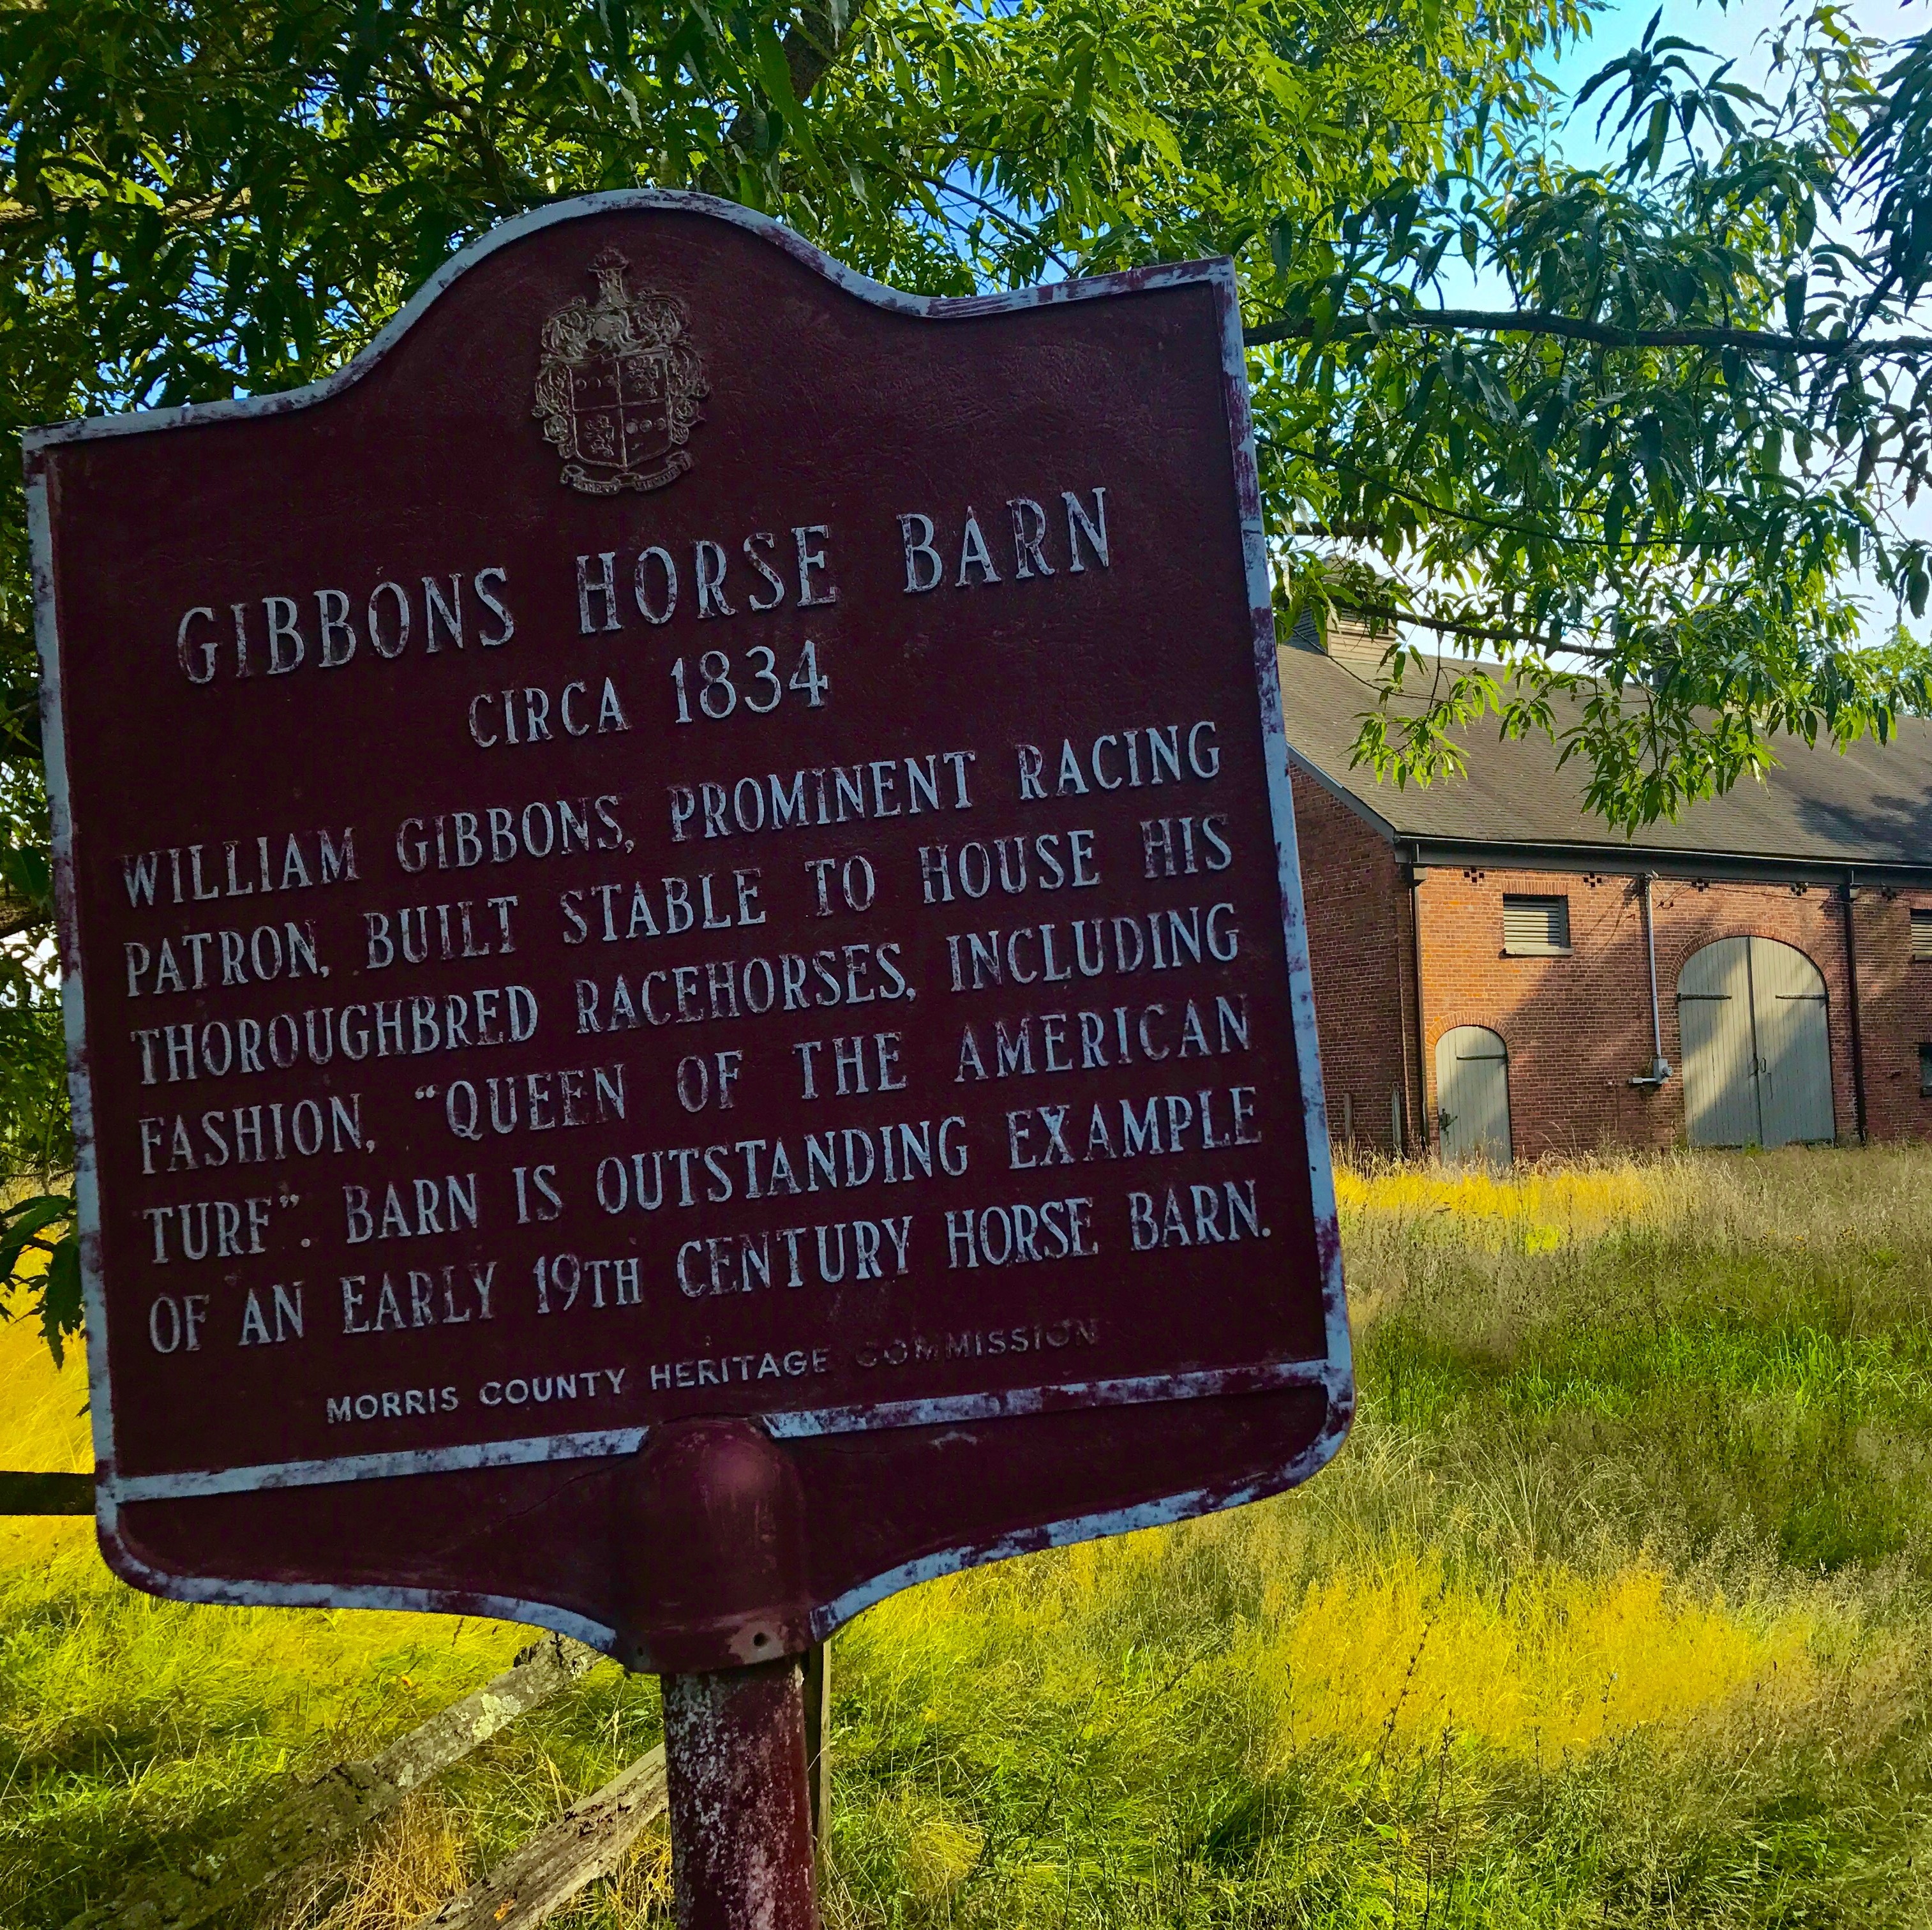 GIBBONS HORSE BARN
CIRCA 1834
WILLIAM GIBBONS, PROMINENT RACING
PATRON, BUILT STABLE TO HOUSE HIS
THOROUGHBRED RACEHORSES, INCLUDING
FASHION, “QUEEN OF THE AMERICAN
TURF”. BARN IS OUTSTANDING EXAMPLE
OF AN EARLY 19TH CENTURY HORSE BARN.
MORRIS COUNTY HERITAGE COMMISSION